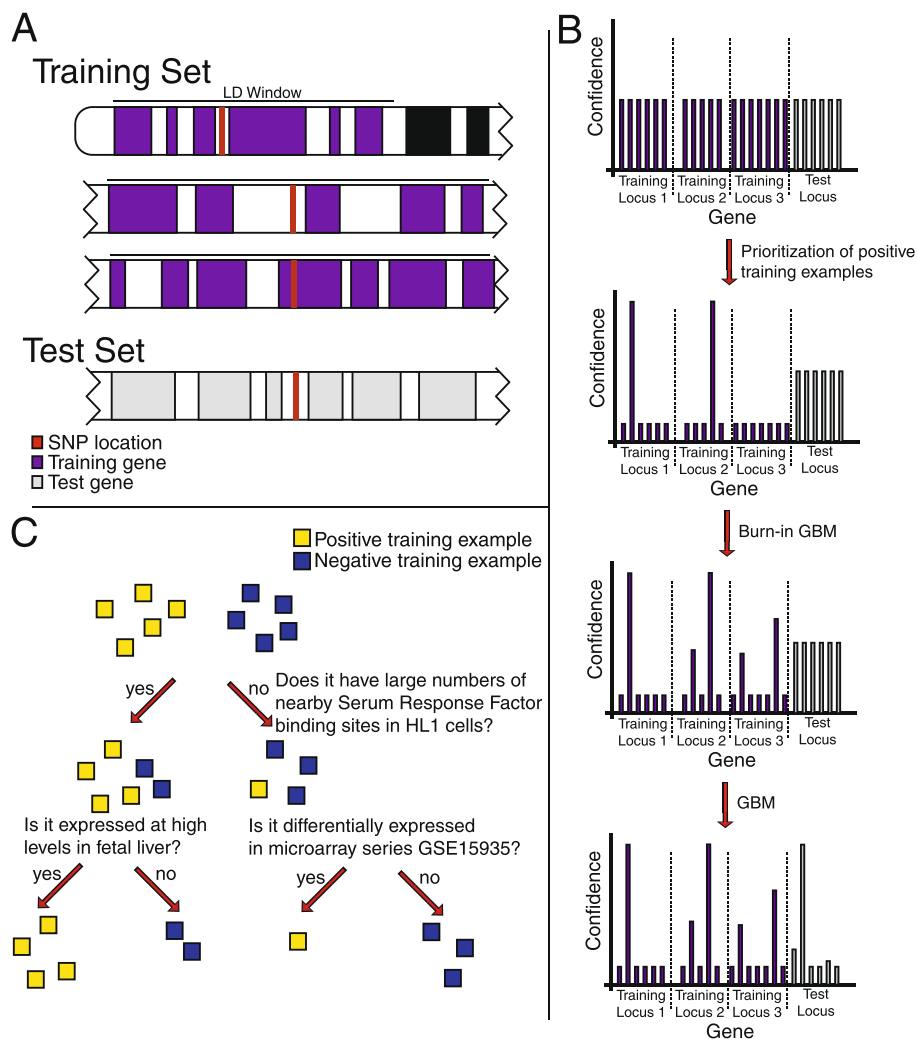 A
Training Set
LD Window
Test Set
SNP location
Training gene
Test gene
B
Confidence
Training
Locus 1
Training
Locus 2
Training
Locus 3
Test
Locus
Gene
Prioritization of positive
training examples
Confidence
Training
Locus 1
Training
Locus 2
Training
Locus 3
Test
Locus
Gene
Burn-in GBM
Confidence
Training
Locus 1
Training
Locus 2
Training
Locus 3
Test
Locus
Gene
GBM
Confidence
Training
Locus 1
Training
Locus 2
Training
Locus 3
Test
Locus
Gene
C
Positive training example
Negative training example
yes
no
Does it have large numbers of
nearby Serum Response Factor
binding sites in HL1 cells?
Is it expressed at high
levels in fetal liver?
yes
no
Is it differentially expressed
in microarray series GSE15935?
yes
no